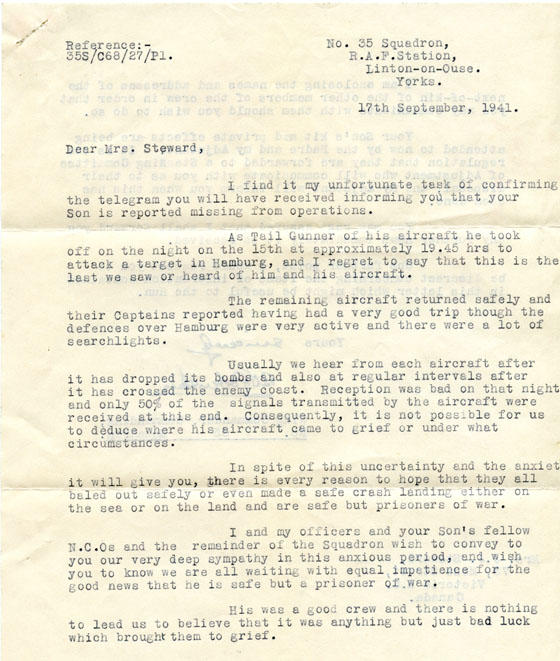 Reference:-
35S/C68/27/P1.
No. 35 Squadron,
R.A.F.Station,
Linton-on-Ouse.
Yorks.
17th September, 1941.
Dear Mrs. Steward,
I find it my unfortunate task of confirming
the telegram you will have received informing you that your
Son is reported missing from operations.
As Tail Gunner of his aircraft he took
off on the night on the 15th at approximately 19.45 hrs to
attack a target in Hamburg, and I regret to say that this is the
last we saw or heard of him and his aircraft.
The remaining aircraft returned safely and
their Captains reported having had a very good trip though the
defences over Hamburg were very active and there were a lot of
searchlights.
Usually we hear from each aircraft after
it has dropped its bombs and also at regular intervals after
it has crossed the enemy coast. Reception was bad on that night
and only 50% of the signals transmitted by the aircraft were
received at this end. Consequently, it is not possible for us
to deduce where his aircraft came to grief or under what
circumstances.
In spite of this uncertainty and the anxiet
it will give you, there is every reason to hope that they all
baled out safely or even made a safe crash landing either on
the sea or on the land and are safe but prisoners of war.
I and my officers and your Son's fellow
N.C.Os and the remainder of the Squadron wish to convey to
you our very deep sympathy in this anxious period, and wish
you to know we are all waiting with equal impatience for the
good news that he is safe but a prisoner of war.
His was a good crew and there is nothing
to lead us to believe that it was anything but just bad luck
which brought them to grief.